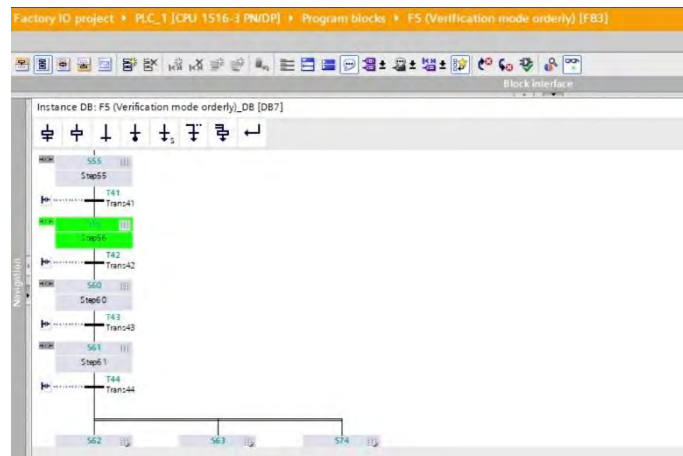 Factory IO project ▸ PLC_1 [CPU 1516-3 PN/DP] ▸ Program blocks ▸ F5 (Verification mode orderly) [FB3]
Block interface
Instance DB: F5 (Verification mode orderly)_DB [DB7]
S55
Step55
T41
Trans41
Step56
T42
Trans42
S60
Step60
T43
Trans43
S61
Step61
T44
Trans44
S62 S63 S74
Navigation